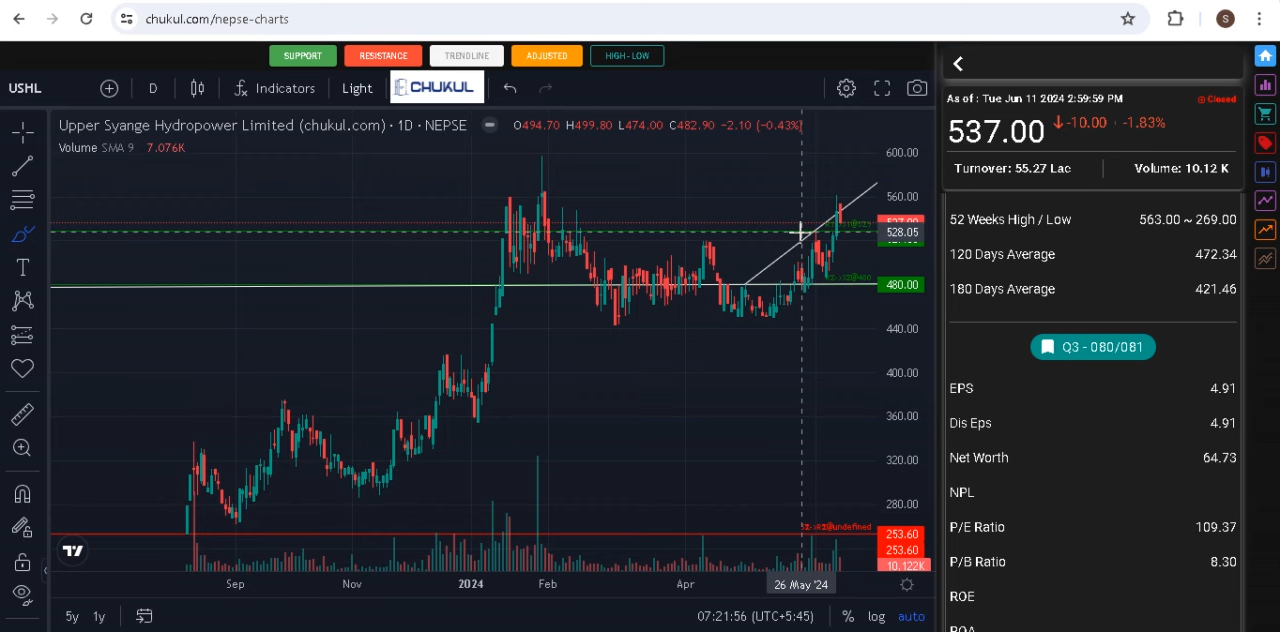 chukul.com/nepse-charts
S
SUPPORT
RESISTANCE
TRENDLINE
ADJUSTED
HIGH-LOW
USHL
D
Indicators
Light
CHUKUL
Upper Syange Hydropower Limited (chukul.com) · 1D · NEPSE
O494.70 H499.80 L474.00 C482.90 −2.10 (−0.43%)
Volume SMA 9 7.076K
600.00
560.00
528.05
480.00
440.00
400.00
360.00
320.00
280.00
253.60
253.60
10.122K
Sep
Nov
2024
Feb
Apr
26 May '24
5y
1y
07:21:56 (UTC+5:45)
%
log
auto
As of : Tue Jun 11 2024 2:59:59 PM
Closed
537.00
-10.00
-1.83%
Turnover: 55.27 Lac
Volume: 10.12 K
52 Weeks High / Low 563.00 ~ 269.00
120 Days Average 472.34
180 Days Average 421.46
Q3 - 080/081
EPS 4.91
Dis Eps 4.91
Net Worth 64.73
NPL
P/E Ratio 109.37
P/B Ratio 8.30
ROE
ROA